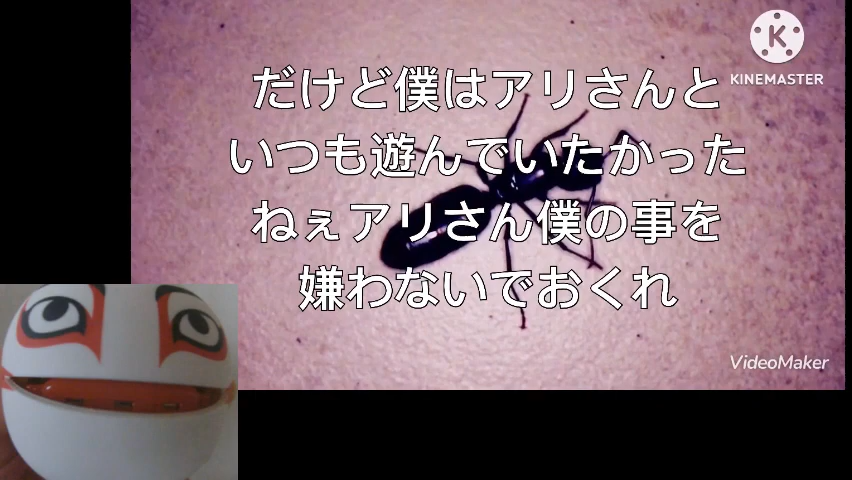 KINEMASTER
だけど僕はアリさんと
いつも遊んでいたかった
ねぇアリさん僕の事を
嫌わないでおくれ
VideoMaker